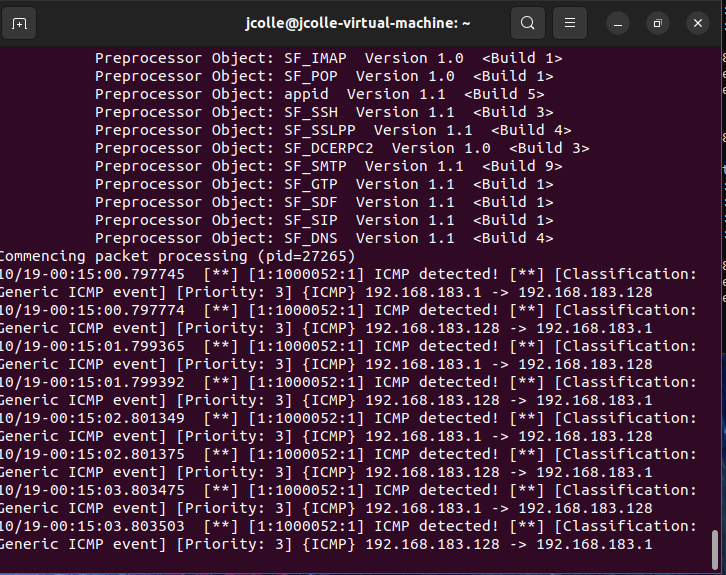 jcolle@jcolle-virtual-machine: ~
Preprocessor Object: SF_IMAP  Version 1.0  <Build 1>
Preprocessor Object: SF_POP  Version 1.0  <Build 1>
Preprocessor Object: appid  Version 1.1  <Build 5>
Preprocessor Object: SF_SSH  Version 1.1  <Build 3>
Preprocessor Object: SF_SSLPP  Version 1.1  <Build 4>
Preprocessor Object: SF_DCERPC2  Version 1.0  <Build 3>
Preprocessor Object: SF_SMTP  Version 1.1  <Build 9>
Preprocessor Object: SF_GTP  Version 1.1  <Build 1>
Preprocessor Object: SF_SDF  Version 1.1  <Build 1>
Preprocessor Object: SF_SIP  Version 1.1  <Build 1>
Preprocessor Object: SF_DNS  Version 1.1  <Build 4>
Commencing packet processing (pid=27265)
10/19-00:15:00.797745  [**] [1:1000052:1] ICMP detected! [**] [Classification:
Generic ICMP event] [Priority: 3] {ICMP} 192.168.183.1 -> 192.168.183.128
10/19-00:15:00.797774  [**] [1:1000052:1] ICMP detected! [**] [Classification:
Generic ICMP event] [Priority: 3] {ICMP} 192.168.183.128 -> 192.168.183.1
10/19-00:15:01.799365  [**] [1:1000052:1] ICMP detected! [**] [Classification:
Generic ICMP event] [Priority: 3] {ICMP} 192.168.183.1 -> 192.168.183.128
10/19-00:15:01.799392  [**] [1:1000052:1] ICMP detected! [**] [Classification:
Generic ICMP event] [Priority: 3] {ICMP} 192.168.183.128 -> 192.168.183.1
10/19-00:15:02.801349  [**] [1:1000052:1] ICMP detected! [**] [Classification:
Generic ICMP event] [Priority: 3] {ICMP} 192.168.183.1 -> 192.168.183.128
10/19-00:15:02.801375  [**] [1:1000052:1] ICMP detected! [**] [Classification:
Generic ICMP event] [Priority: 3] {ICMP} 192.168.183.128 -> 192.168.183.1
10/19-00:15:03.803475  [**] [1:1000052:1] ICMP detected! [**] [Classification:
Generic ICMP event] [Priority: 3] {ICMP} 192.168.183.1 -> 192.168.183.128
10/19-00:15:03.803503  [**] [1:1000052:1] ICMP detected! [**] [Classification:
Generic ICMP event] [Priority: 3] {ICMP} 192.168.183.128 -> 192.168.183.1